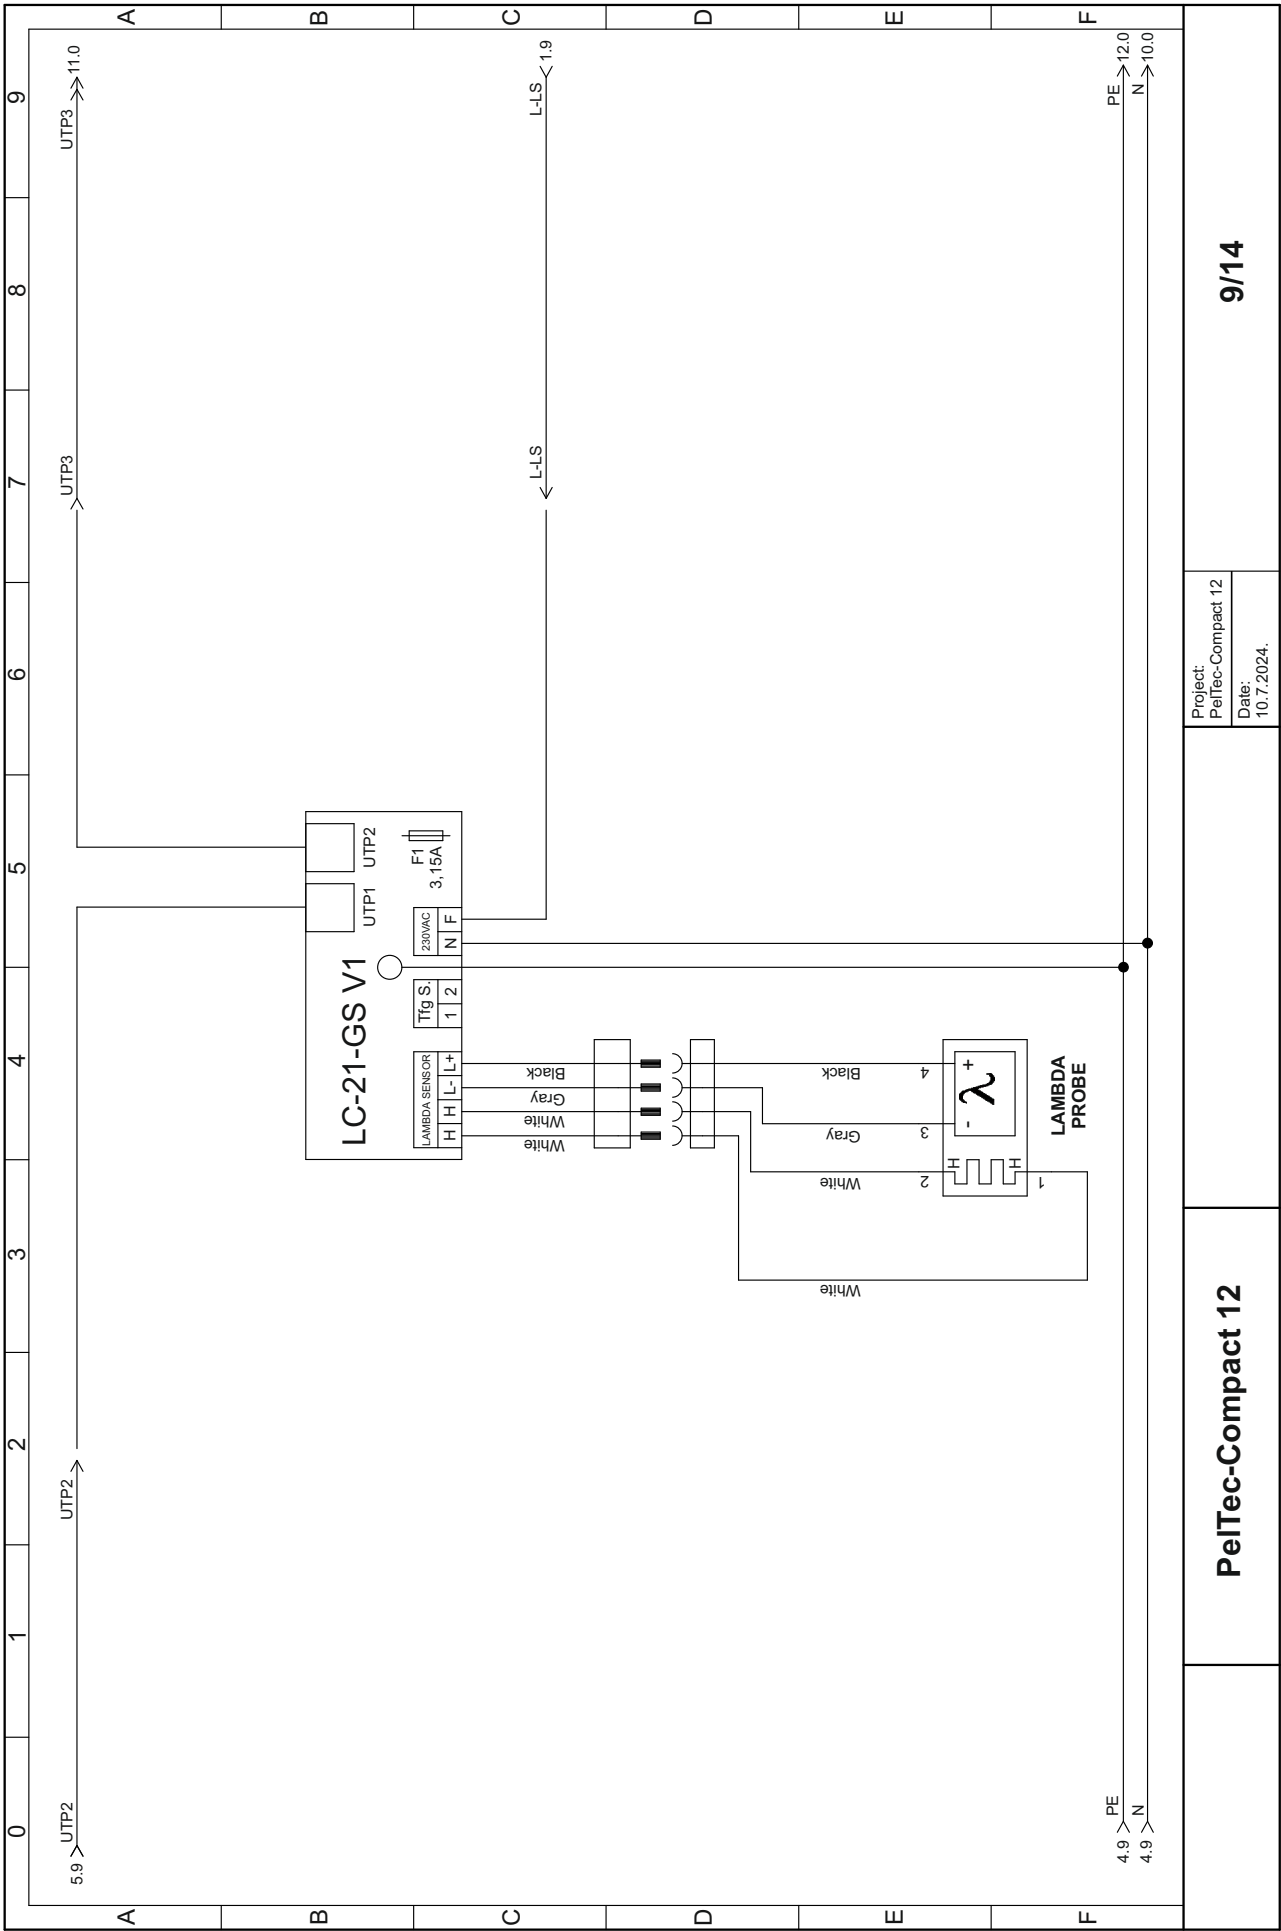 0 1 2 3 4 5 6 7 8 9
A
A
B
B
C
C
D
D
E
E
F
F
5.9 UTP2
UTP2
UTP3
UTP3 11.0
LC-21-GS V1
UTP1
UTP2
F1
3,15A
LAMBDA SENSOR
H H L- L+
Tfg S.
1 2
230VAC
N F
L-LS
L-LS 1.9
White
White
Gray
Black
White
White
Gray
Black
1
2
3
4
H
H
- λ +
LAMBDA
PROBE
4.9 PE
PE 12.0
4.9 N
N 10.0
PelTec-Compact 12
Project:
PelTec-Compact 12
Date:
10.7.2024.
9/14